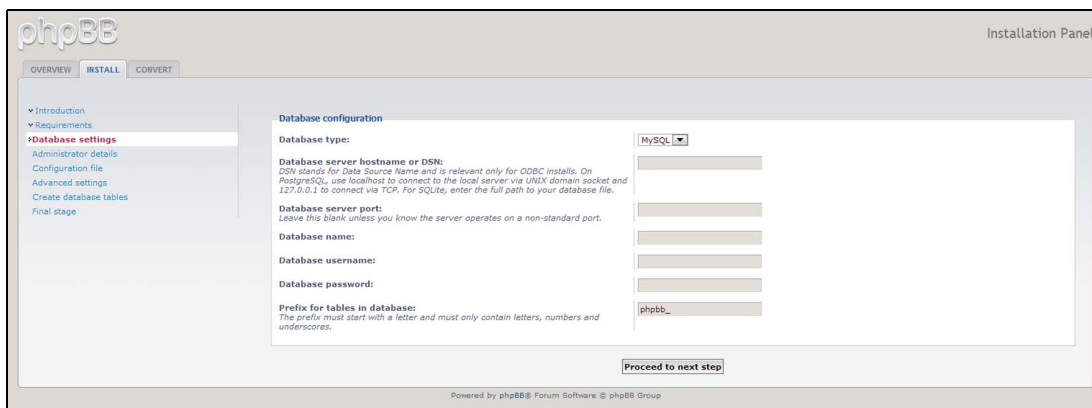 phpBB
Installation Panel
OVERVIEW INSTALL CONVERT
Introduction
Requirements
Database settings
Administrator details
Configuration file
Advanced settings
Create database tables
Final stage
Database configuration
Database type:
MySQL
Database server hostname or DSN:
DSN stands for Data Source Name and is relevant only for ODBC installs. On
PostgreSQL, use localhost to connect to the local server via UNIX domain socket and
127.0.0.1 to connect via TCP. For SQLite, enter the full path to your database file.
Database server port:
Leave this blank unless you know the server operates on a non-standard port.
Database name:
Database username:
Database password:
Prefix for tables in database:
The prefix must start with a letter and must only contain letters, numbers and
underscores.
phpbb_
Proceed to next step
Powered by phpBB® Forum Software © phpBB Group